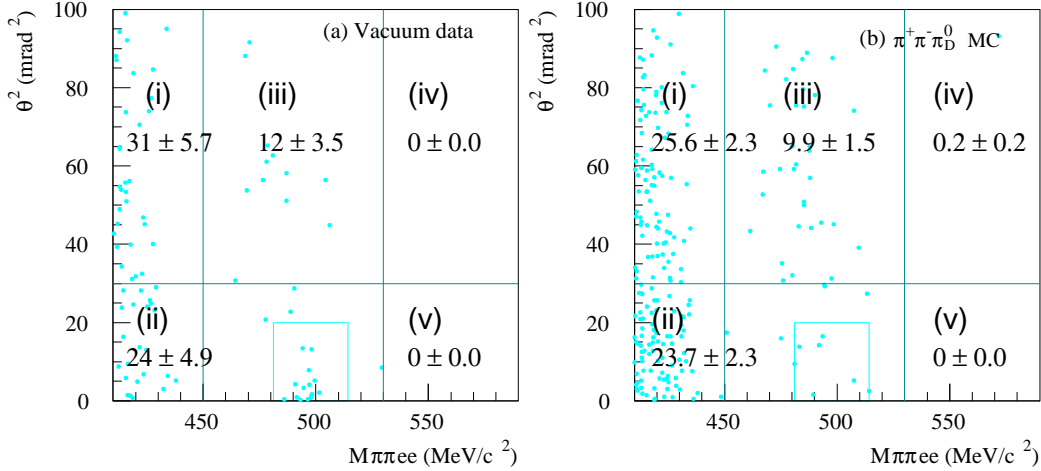 (a) Vacuum data
θ² (mrad ²)
100
80
60
40
20
0
(i)
(iii)
(iv)
31 ± 5.7
12 ± 3.5
0 ± 0.0
(ii)
(v)
24 ± 4.9
0 ± 0.0
450
500
550
Mππee (MeV/c ²)
(b) π⁺π⁻π⁰D MC
θ² (mrad ²)
100
80
60
40
20
0
(i)
(iii)
(iv)
25.6 ± 2.3
9.9 ± 1.5
0.2 ± 0.2
(ii)
(v)
23.7 ± 2.3
0 ± 0.0
450
500
550
Mππee (MeV/c ²)